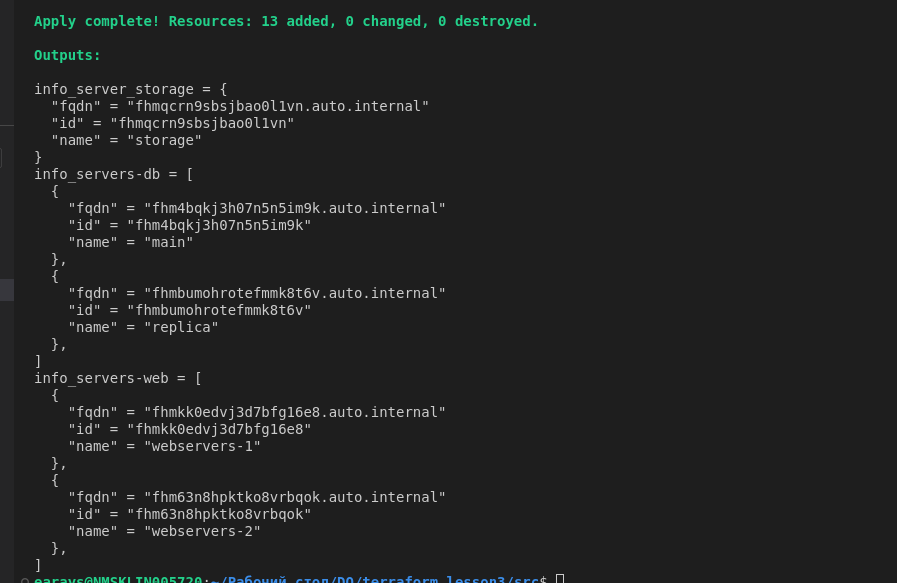 Apply complete! Resources: 13 added, 0 changed, 0 destroyed.
Outputs:
info_server_storage = {
  "fqdn" = "fhmqcrn9sbsjbao0l1vn.auto.internal"
  "id" = "fhmqcrn9sbsjbao0l1vn"
  "name" = "storage"
}
info_servers-db = [
  {
    "fqdn" = "fhm4bqkj3h07n5n5im9k.auto.internal"
    "id" = "fhm4bqkj3h07n5n5im9k"
    "name" = "main"
  },
  {
    "fqdn" = "fhmbumohrotefmmk8t6v.auto.internal"
    "id" = "fhmbumohrotefmmk8t6v"
    "name" = "replica"
  },
]
info_servers-web = [
  {
    "fqdn" = "fhmkk0edvj3d7bfg16e8.auto.internal"
    "id" = "fhmkk0edvj3d7bfg16e8"
    "name" = "webservers-1"
  },
  {
    "fqdn" = "fhm63n8hpktko8vrbqok.auto.internal"
    "id" = "fhm63n8hpktko8vrbqok"
    "name" = "webservers-2"
  },
]
earays@NMSKLIN005720:~/Рабочий стол/DO/terraform_lesson3/src$